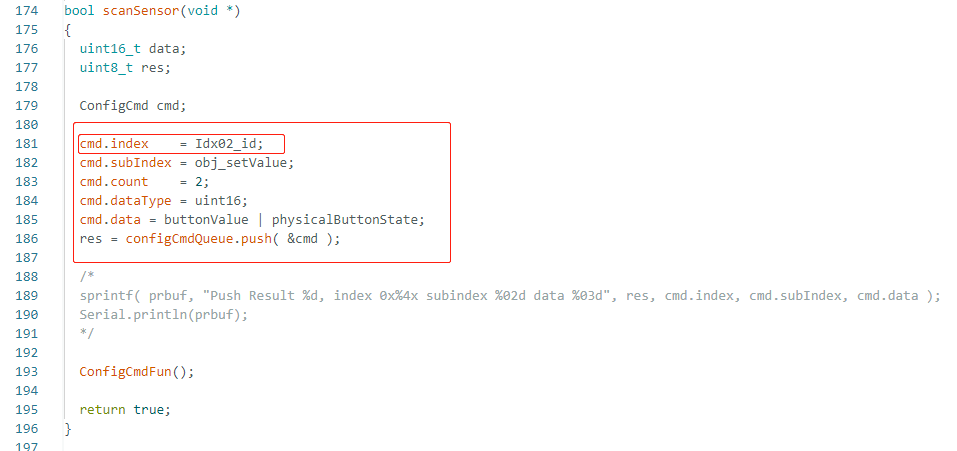 174 bool scanSensor(void *)
175 {
176 uint16_t data;
177 uint8_t res;
178
179 ConfigCmd cmd;
180
181 cmd.index    = Idx02_id;
182 cmd.subIndex = obj_setValue;
183 cmd.count    = 2;
184 cmd.dataType = uint16;
185 cmd.data = buttonValue | physicalButtonState;
186 res = configCmdQueue.push( &cmd );
187
188 /*
189 sprintf( prbuf, "Push Result %d, index 0x%4x subindex %02d data %03d", res, cmd.index, cmd.subIndex, cmd.data );
190 Serial.println(prbuf);
191 */
192
193 ConfigCmdFun();
194
195 return true;
196 }
197